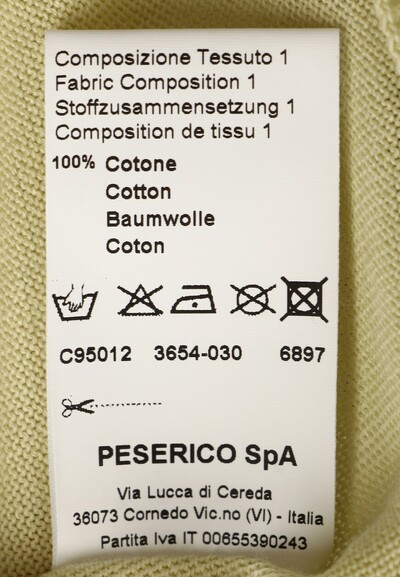 Composizione Tessuto 1
Fabric Composition 1
Stoffzusammensetzung 1
Composition de tissu 1
100% Cotone
Cotton
Baumwolle
Coton
C95012 3654-030 6897
PESERICO SpA
Via Lucca di Cereda
36073 Cornedo Vic.no (VI) - Italia
Partita Iva IT 00655390243